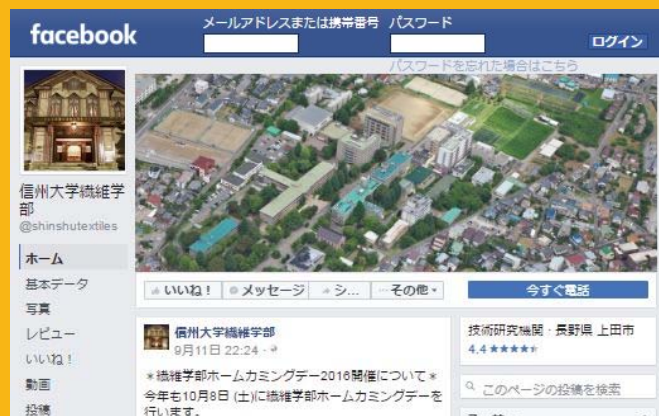 facebook
メールアドレスまたは携帯番号 パスワード
ログイン
パスワードを忘れた場合はこちら
信州大学繊維学
部
@shinshutextiles
ホーム
基本データ
写真
レビュー
いいね！
動画
投稿
いいね！ メッセージ シ... その他
今すぐ電話
信州大学繊維学部
9月11日 22:24
＊繊維学部ホームカミングデー2016開催について＊
今年も10月8日 (土)に繊維学部ホームカミングデーを
行います。
技術研究機関・長野県 上田市
4.4 ★★★★★
このページの投稿を検索